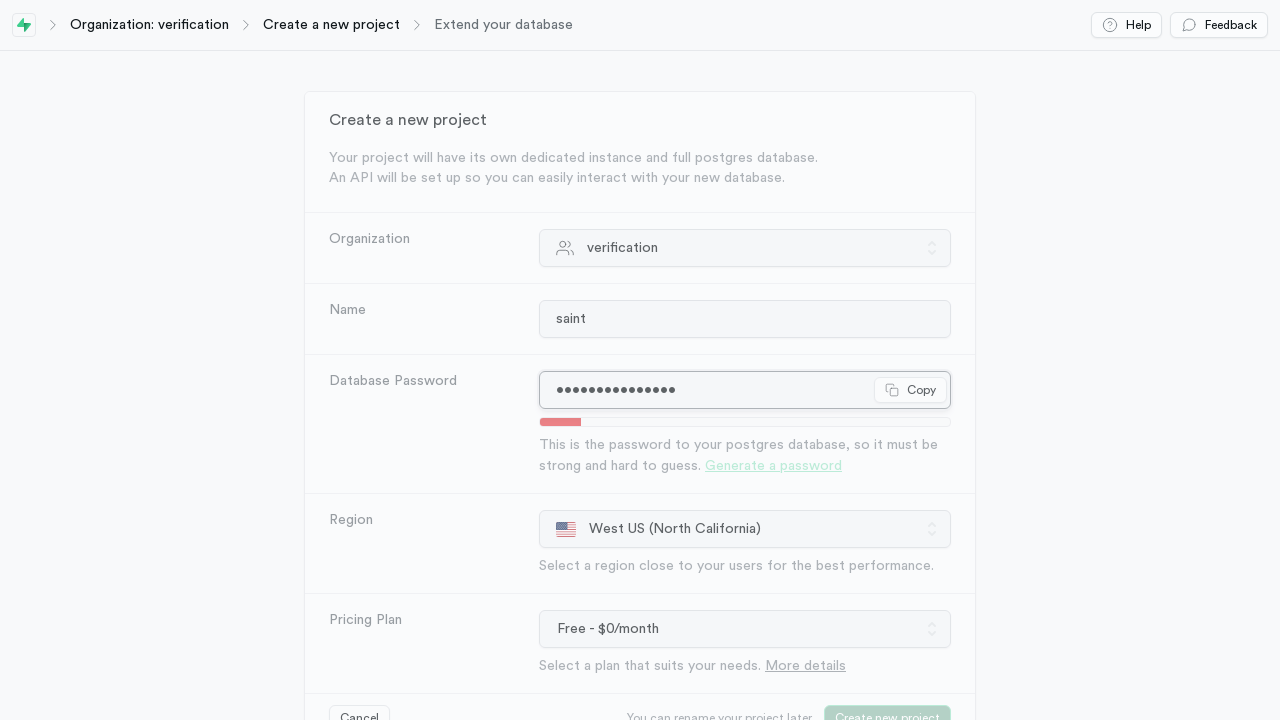 Organization: verification
Create a new project
Extend your database
Help
Feedback
Create a new project
Your project will have its own dedicated instance and full postgres database.
An API will be set up so you can easily interact with your new database.
Organization
verification
Name
saint
Database Password
•••••••••••••••
Copy
This is the password to your postgres database, so it must be
strong and hard to guess. Generate a password
Region
West US (North California)
Select a region close to your users for the best performance.
Pricing Plan
Free - $0/month
Select a plan that suits your needs. More details
Cancel
You can rename your project later
Create new project